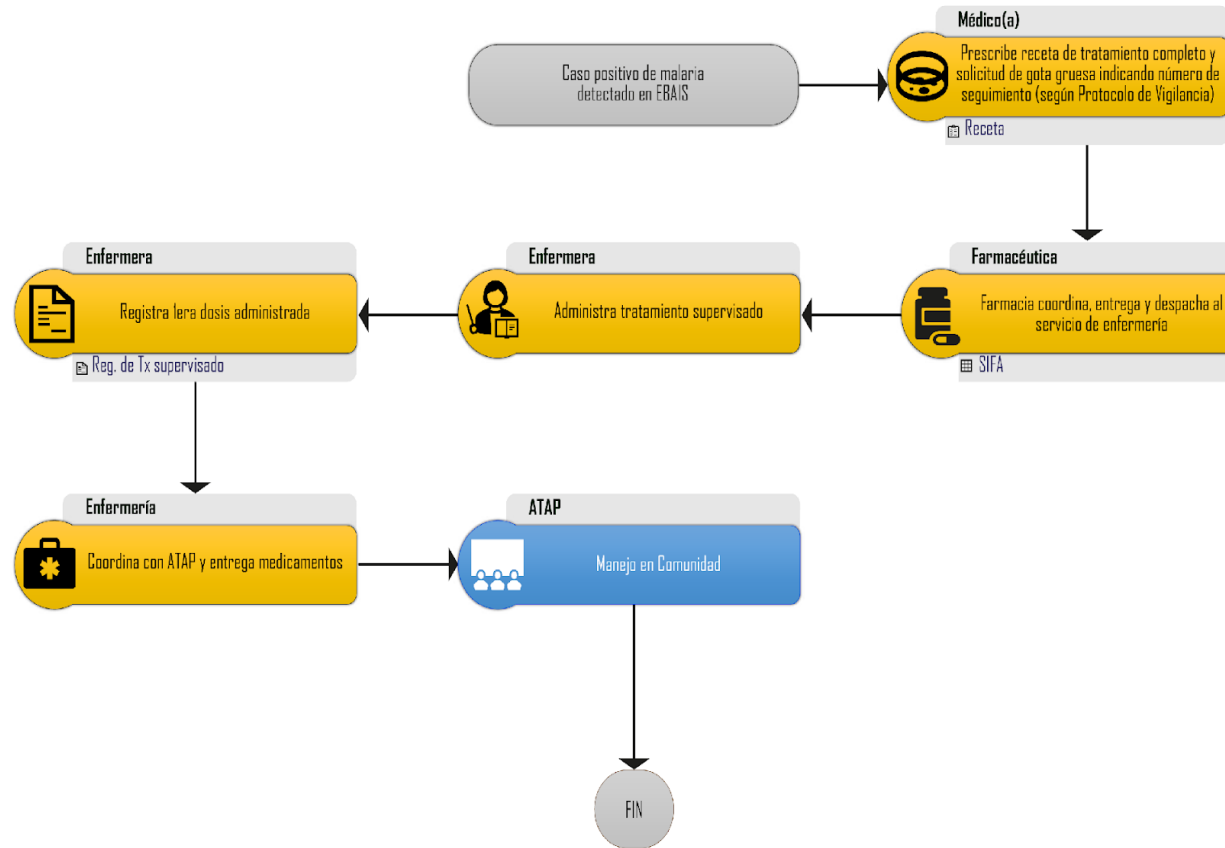 Médico(a)
Caso positivo de malaria
detectado en EBAIS
Prescribe receta de tratamiento completo y
solicitud de gota gruesa indicando número de
seguimiento (según Protocolo de Vigilancia)
Receta
Enfermera
Registra 1era dosis administrada
Reg. de Tx supervisado
Enfermera
Administra tratamiento supervisado
Farmacéutica
Farmacia coordina, entrega y despacha al
servicio de enfermería
SIFA
Enfermería
Coordina con ATAP y entrega medicamentos
ATAP
Manejo en Comunidad
FIN